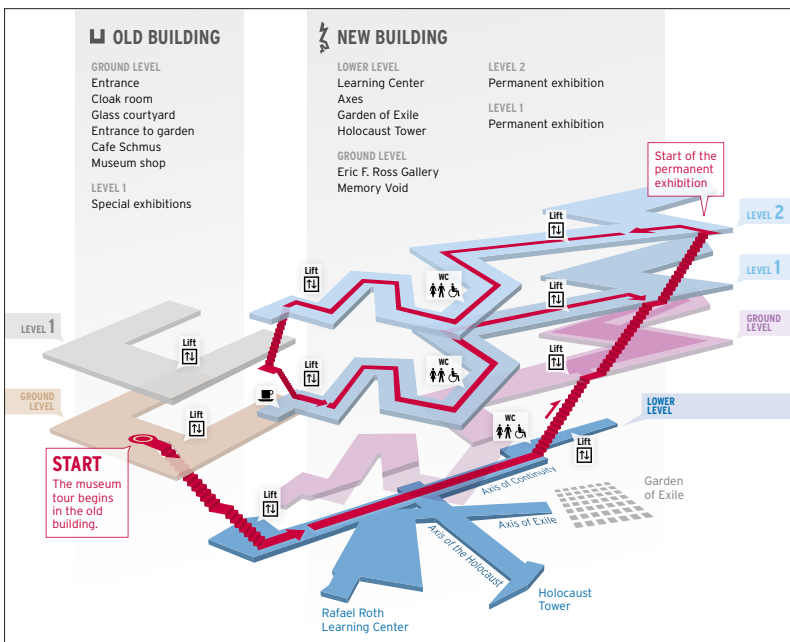 OLD BUILDING
GROUND LEVEL
Entrance
Cloak room
Glass courtyard
Entrance to garden
Cafe Schmus
Museum shop
LEVEL 1
Special exhibitions
NEW BUILDING
LOWER LEVEL
Learning Center
Axes
Garden of Exile
Holocaust Tower
GROUND LEVEL
Eric F. Ross Gallery
Memory Void
LEVEL 2
Permanent exhibition
LEVEL 1
Permanent exhibition
Start of the
permanent
exhibition
LEVEL 2
Lift
LEVEL 1
Lift
WC
Lift
GROUND
LEVEL
LEVEL 1
Lift
Lift
Lift
WC
GROUND
LEVEL
Lift
LOWER
LEVEL
WC
Lift
START
The museum
tour begins
in the old
building.
Lift
Axis of Continuity
Garden
of Exile
Axis of Exile
Axis of the Holocaust
Holocaust
Tower
Rafael Roth
Learning Center